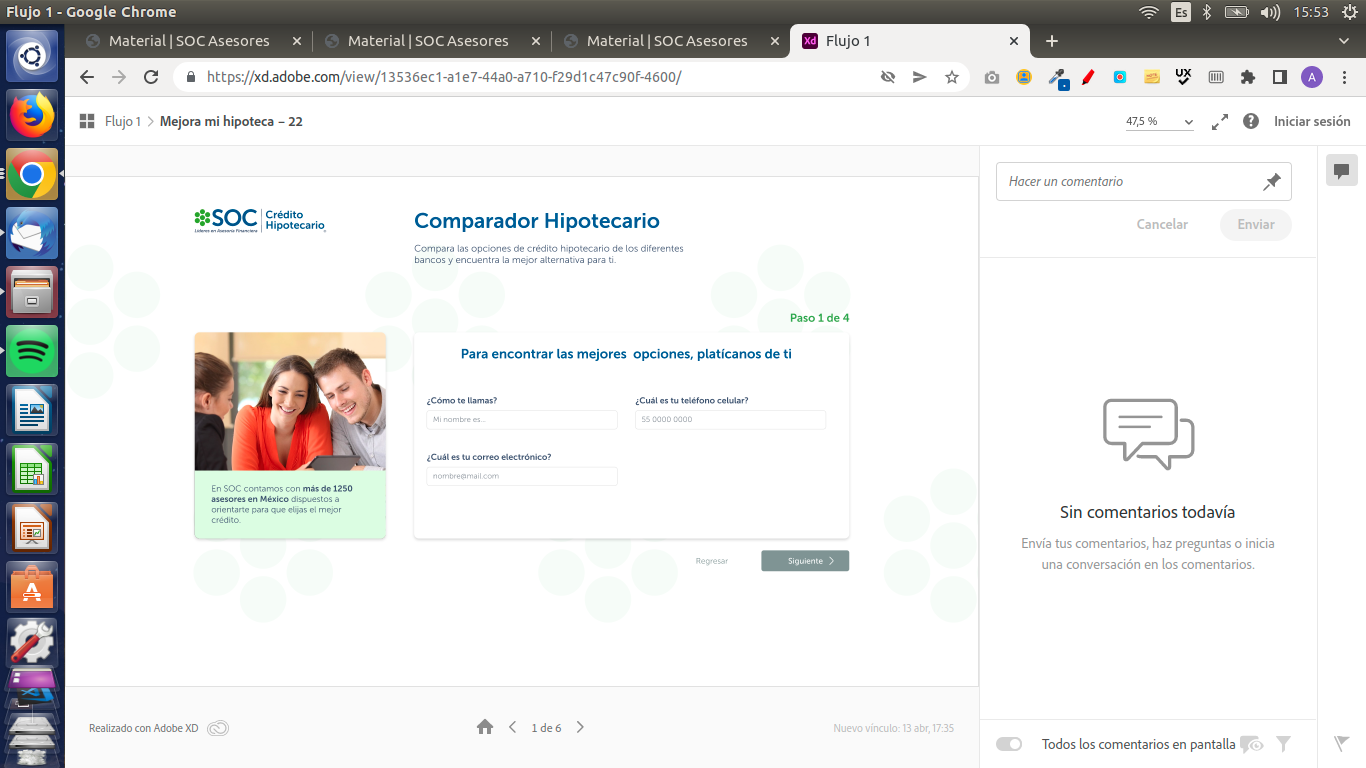 Flujo 1 - Google Chrome
Es
15:53
Material | SOC Asesores
Material | SOC Asesores
Material | SOC Asesores
Xd
Flujo 1
https://xd.adobe.com/view/13536ec1-a1e7-44a0-a710-f29d1c47c90f-4600/
UX
A
Flujo 1
Mejora mi hipoteca – 22
47,5 %
Iniciar sesión
SOC
Líderes en Asesoría Financiera
Crédito
Hipotecario
Comparador Hipotecario
Compara las opciones de crédito hipotecario de los diferentes
bancos y encuentra la mejor alternativa para ti.
Paso 1 de 4
En SOC contamos con más de 1250
asesores en México dispuestos a
orientarte para que elijas el mejor
crédito.
Para encontrar las mejores opciones, platícanos de ti
¿Cómo te llamas?
Mi nombre es...
¿Cuál es tu teléfono celular?
55 0000 0000
¿Cuál es tu correo electrónico?
nombre@mail.com
Regresar
Siguiente
Hacer un comentario
Cancelar
Enviar
Sin comentarios todavía
Envía tus comentarios, haz preguntas o inicia
una conversación en los comentarios.
Realizado con Adobe XD
1 de 6
Nuevo vínculo: 13 abr, 17:35
Todos los comentarios en pantalla